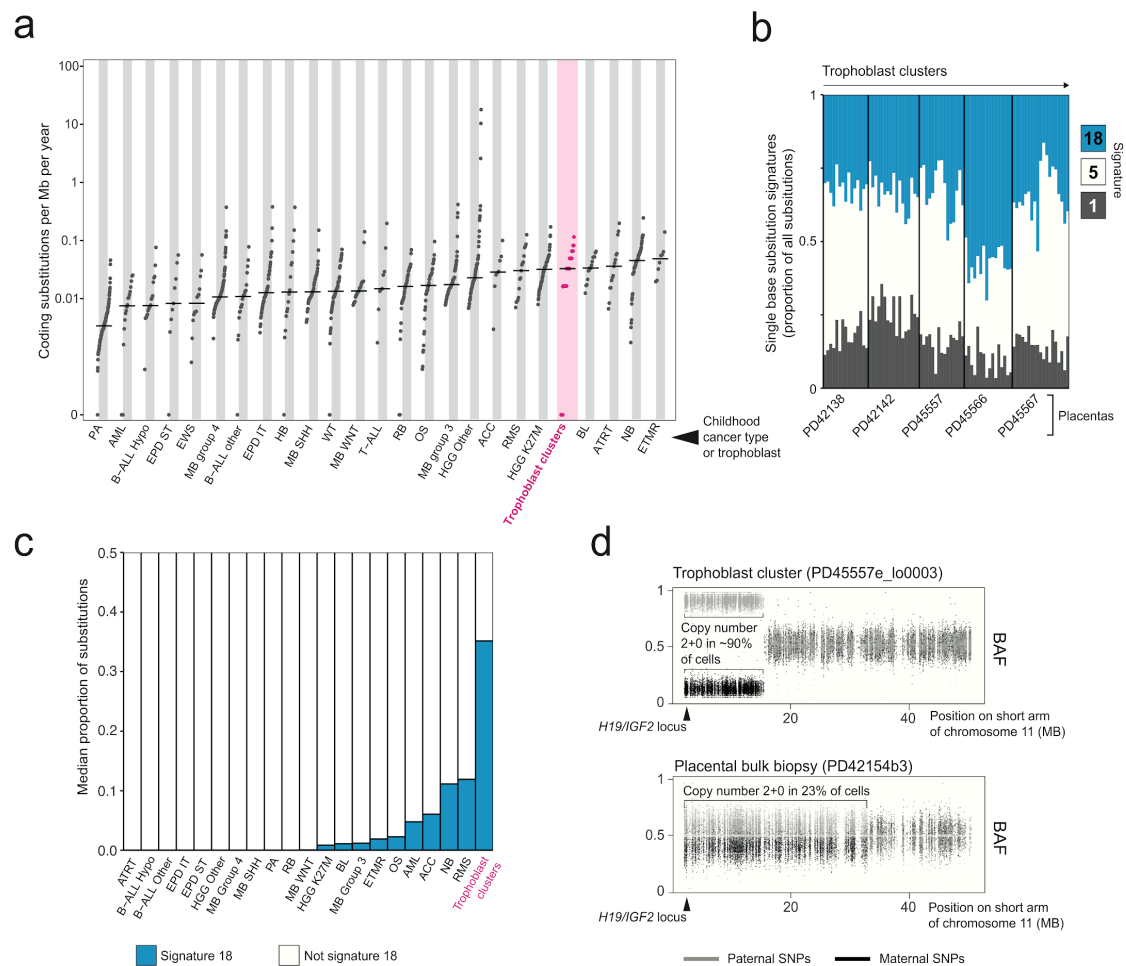 a
Coding substitutions per Mb per year
100
10
1
0.1
0.01
0
PA
AML
B−ALL Hypo
EPD ST
EWS
MB group 4
B−ALL other
EPD IT
HB
MB SHH
WT
MB WNT
T−ALL
RB
OS
MB group 3
HGG Other
ACC
RMS
HGG K27M
Trophoblast clusters
BL
ATRT
NB
ETMR
Childhood
cancer type
or trophoblast
b
Trophoblast clusters
Single base subsitution signatures
(proportion of all subsitutions)
1
0.5
0
18
5
1
Signature
PD42138
PD42142
PD45557
PD45566
PD45567
Placentas
c
Median proportion of substitutions
0.5
0.4
0.3
0.2
0.1
0.0
ATRT
B−ALL Hypo
B−ALL Other
EPD IT
EPD ST
HGG Other
MB Group 4
MB SHH
PA
RB
MB WNT
HGG K27M
BL
MB Group 3
ETMR
OS
AML
ACC
NB
RMS
Trophoblast
clusters
Signature 18
Not signature 18
d
Trophoblast cluster (PD45557e_lo0003)
1
0.5
0
Copy number
2+0 in ~90%
of cells
BAF
H19/IGF2 locus
20
40
Position on short arm
of chromosome 11 (MB)
Placental bulk biopsy (PD42154b3)
Copy number 2+0 in 23% of cells
1
0.5
0
BAF
H19/IGF2 locus
20
40
Position on short arm
of chromosome 11 (MB)
Paternal SNPs
Maternal SNPs